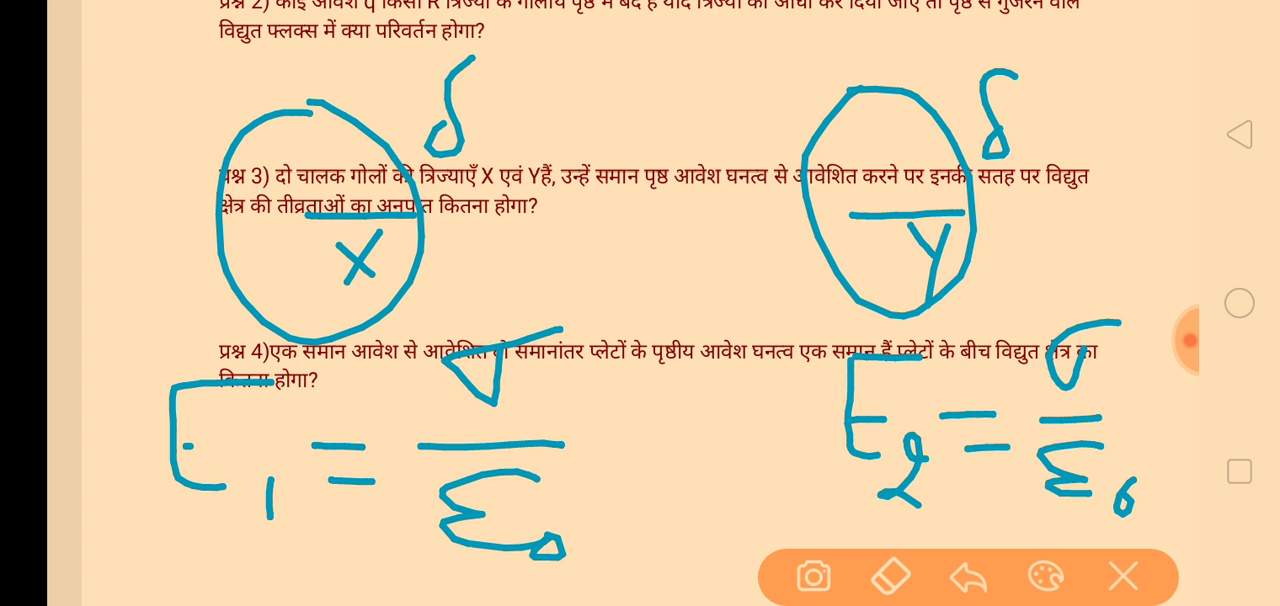 प्रश्न 2) कोई आवेश q किसी R त्रिज्या के गोलीय पृष्ठ में बंद है यदि त्रिज्या को आधा कर दिया जाए तो पृष्ठ से गुजरने वाले
विद्युत फ्लक्स में क्या परिवर्तन होगा?
σ σ
प्रश्न 3) दो चालक गोलों की त्रिज्याएँ X एवं Yहैं, उन्हें समान पृष्ठ आवेश घनत्व से आवेशित करने पर इनकी सतह पर विद्युत
क्षेत्र की तीव्रताओं का अनुपात कितना होगा?
X Y
प्रश्न 4)एक समान आवेश से आवेशित दो समानांतर प्लेटों के पृष्ठीय आवेश घनत्व एक समान हैं प्लेटों के बीच विद्युत क्षेत्र का
कितना होगा?
E₁ = σ/ε₀ E₂ = σ/ε₀